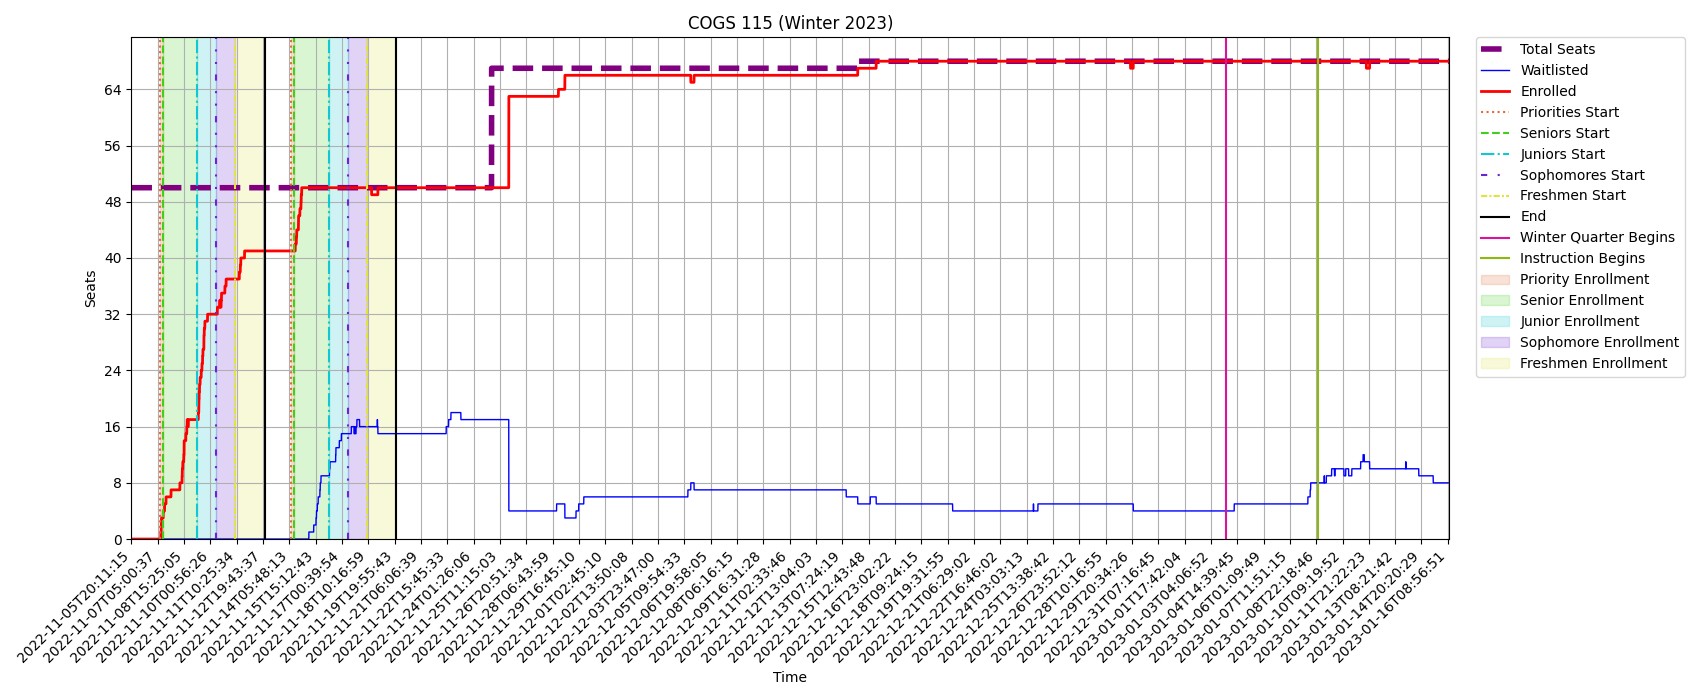 COGS 115 (Winter 2023)
Seats
64
56
48
40
32
24
16
8
0
2022-11-05T20:11:15
2022-11-07T05:00:37
2022-11-08T15:25:05
2022-11-10T00:56:26
2022-11-11T10:25:34
2022-11-12T19:43:37
2022-11-14T05:48:13
2022-11-15T15:12:43
2022-11-17T00:39:54
2022-11-18T10:16:59
2022-11-19T19:55:43
2022-11-21T06:06:39
2022-11-22T15:45:33
2022-11-24T01:26:06
2022-11-25T11:15:03
2022-11-26T20:51:34
2022-11-28T06:43:59
2022-11-29T16:45:10
2022-12-01T02:45:10
2022-12-02T13:50:08
2022-12-03T23:47:00
2022-12-05T09:54:33
2022-12-06T19:58:05
2022-12-08T06:16:15
2022-12-09T16:31:28
2022-12-11T02:33:46
2022-12-12T13:04:03
2022-12-13T07:24:19
2022-12-15T12:43:48
2022-12-16T23:02:22
2022-12-18T09:24:15
2022-12-19T19:31:55
2022-12-21T06:29:02
2022-12-22T16:46:02
2022-12-24T03:03:13
2022-12-25T13:38:42
2022-12-26T23:52:12
2022-12-28T10:16:55
2022-12-29T20:34:26
2022-12-31T07:16:45
2023-01-01T17:42:04
2023-01-03T04:06:52
2023-01-04T14:39:45
2023-01-06T01:09:49
2023-01-07T11:51:15
2023-01-08T22:18:46
2023-01-10T09:19:52
2023-01-11T21:22:23
2023-01-13T08:21:42
2023-01-14T20:20:29
2023-01-16T08:56:51
Time
Total Seats
Waitlisted
Enrolled
Priorities Start
Seniors Start
Juniors Start
Sophomores Start
Freshmen Start
End
Winter Quarter Begins
Instruction Begins
Priority Enrollment
Senior Enrollment
Junior Enrollment
Sophomore Enrollment
Freshmen Enrollment